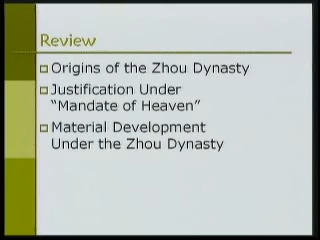 Review
Origins of the Zhou Dynasty
Justification Under
“Mandate of Heaven”
Material Development
Under the Zhou Dynasty